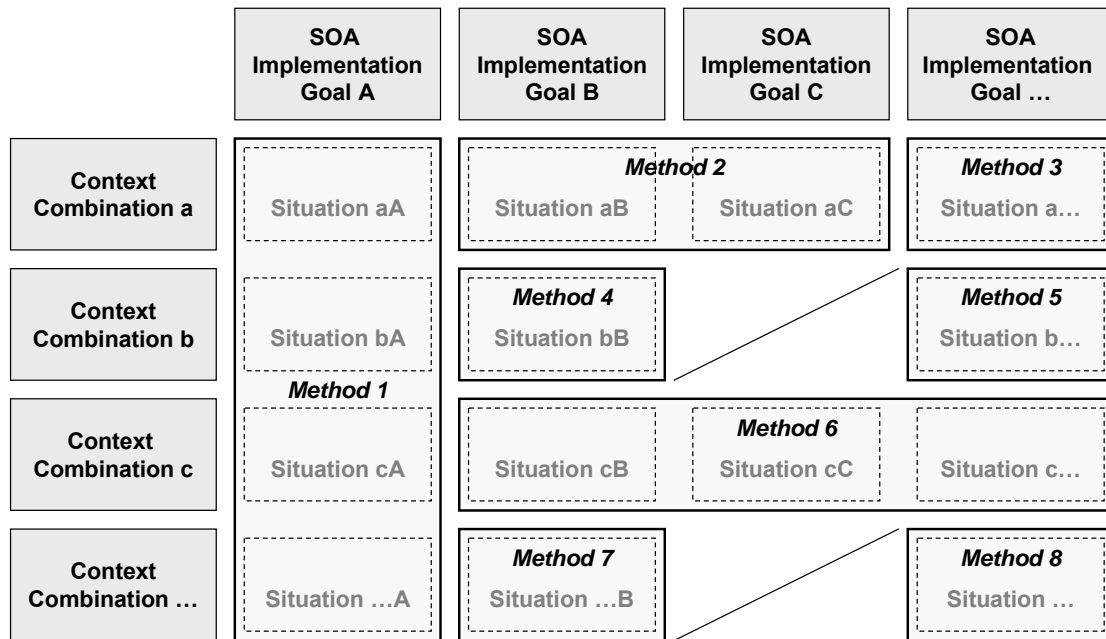 SOA
Implementation
Goal A
SOA
Implementation
Goal B
SOA
Implementation
Goal C
SOA
Implementation
Goal …
Context
Combination a
Situation aA
Method 2
Situation aB
Situation aC
Method 3
Situation a…
Context
Combination b
Situation bA
Method 4
Situation bB
Method 5
Situation b…
Method 1
Context
Combination c
Situation cA
Situation cB
Method 6
Situation cC
Situation c…
Context
Combination …
Situation …A
Method 7
Situation …B
Method 8
Situation …